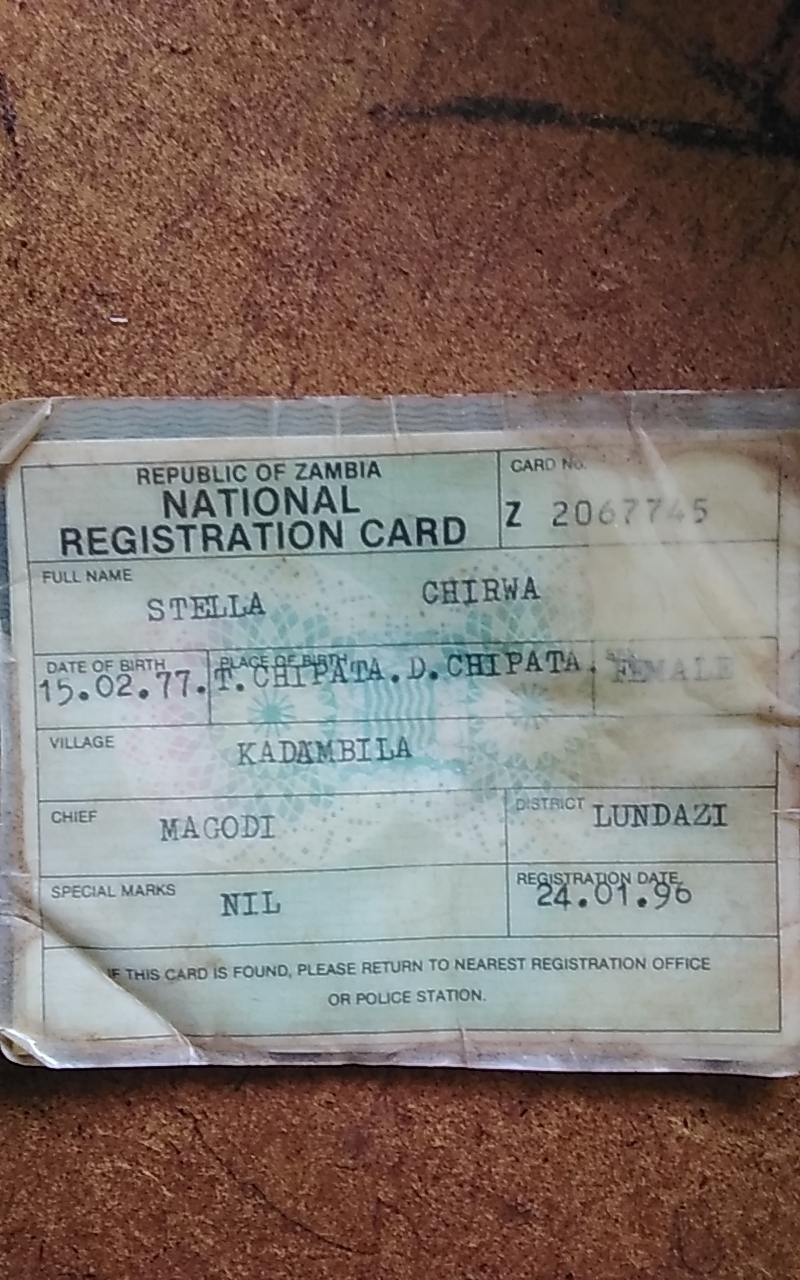 REPUBLIC OF ZAMBIA
NATIONAL
REGISTRATION CARD
CARD No.
Z 2067745
FULL NAME
STELLA CHIRWA
DATE OF BIRTH
15.02.77.
PLACE OF BIRTH
T. CHIPATA. D. CHIPATA.
FEMALE
VILLAGE
KADAMBILA
CHIEF
MAGODI
DISTRICT
LUNDAZI
SPECIAL MARKS
NIL
REGISTRATION DATE
24.01.96
IF THIS CARD IS FOUND, PLEASE RETURN TO NEAREST REGISTRATION OFFICE
OR POLICE STATION.